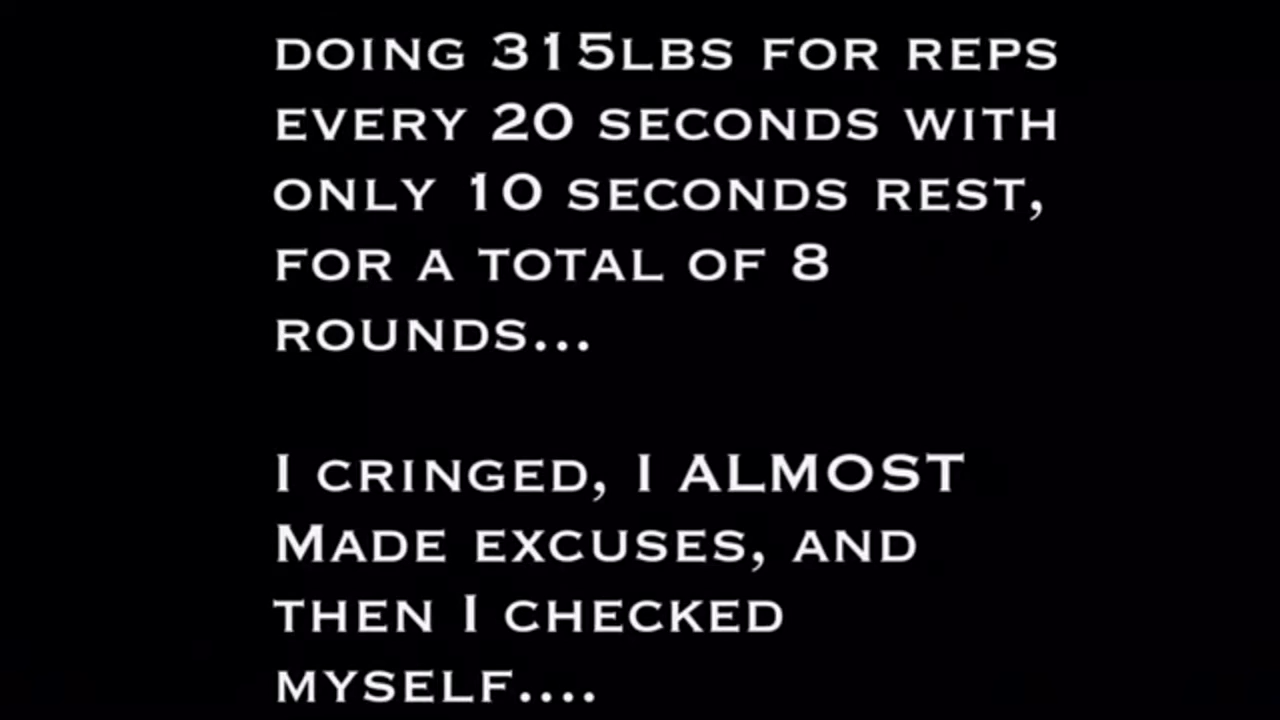 DOING 315LBS FOR REPS
EVERY 20 SECONDS WITH
ONLY 10 SECONDS REST,
FOR A TOTAL OF 8
ROUNDS...
I CRINGED, I ALMOST
MADE EXCUSES, AND
THEN I CHECKED
MYSELF....